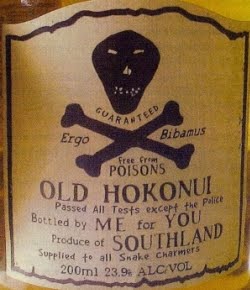 GUARANTEED
Ergo Bibamus
Free from
POISONS
OLD HOKONUI
Passed All Tests except the Police
Bottled by ME for YOU
Produce of SOUTHLAND
Supplied to all Snake Charmers
200ml 23.9% ALC/VOL